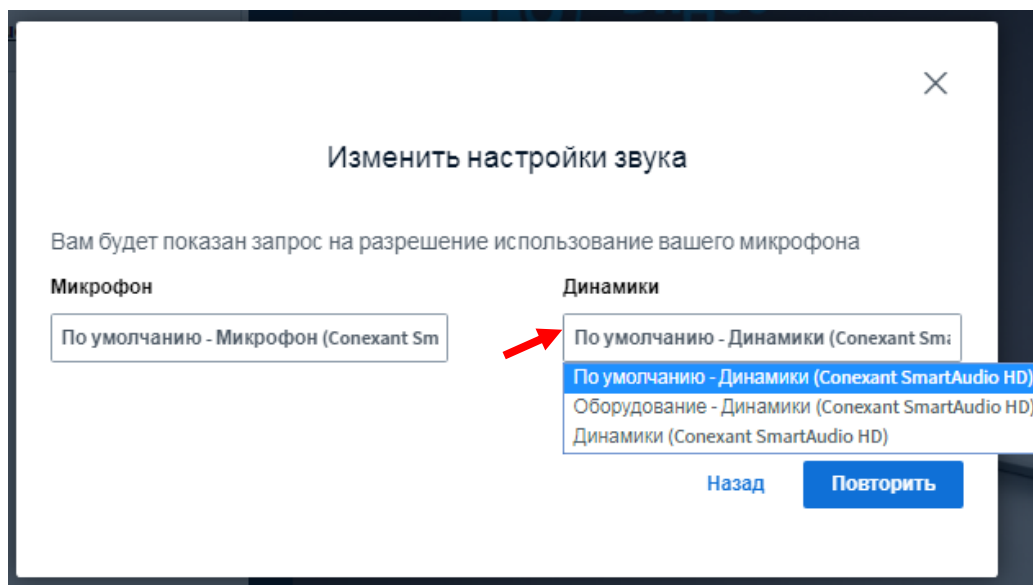 Изменить настройки звука
Вам будет показан запрос на разрешение использование вашего микрофона
Микрофон
Динамики
По умолчанию - Микрофон (Conexant Sm
По умолчанию - Динамики (Conexant Sma
По умолчанию - Динамики (Conexant SmartAudio HD)
Оборудование - Динамики (Conexant SmartAudio HD)
Динамики (Conexant SmartAudio HD)
Назад
Повторить